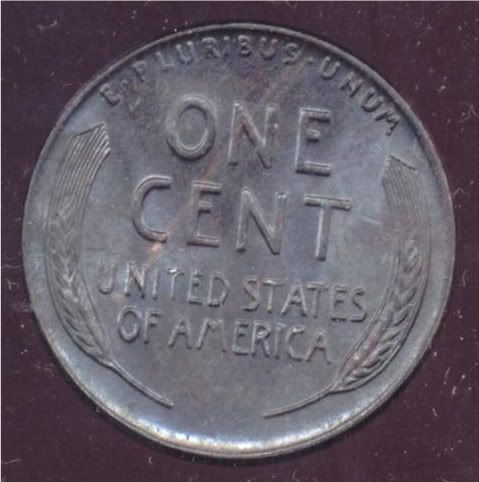 E·PLURIBUS·UNUM
ONE
CENT
UNITED STATES
OF AMERICA